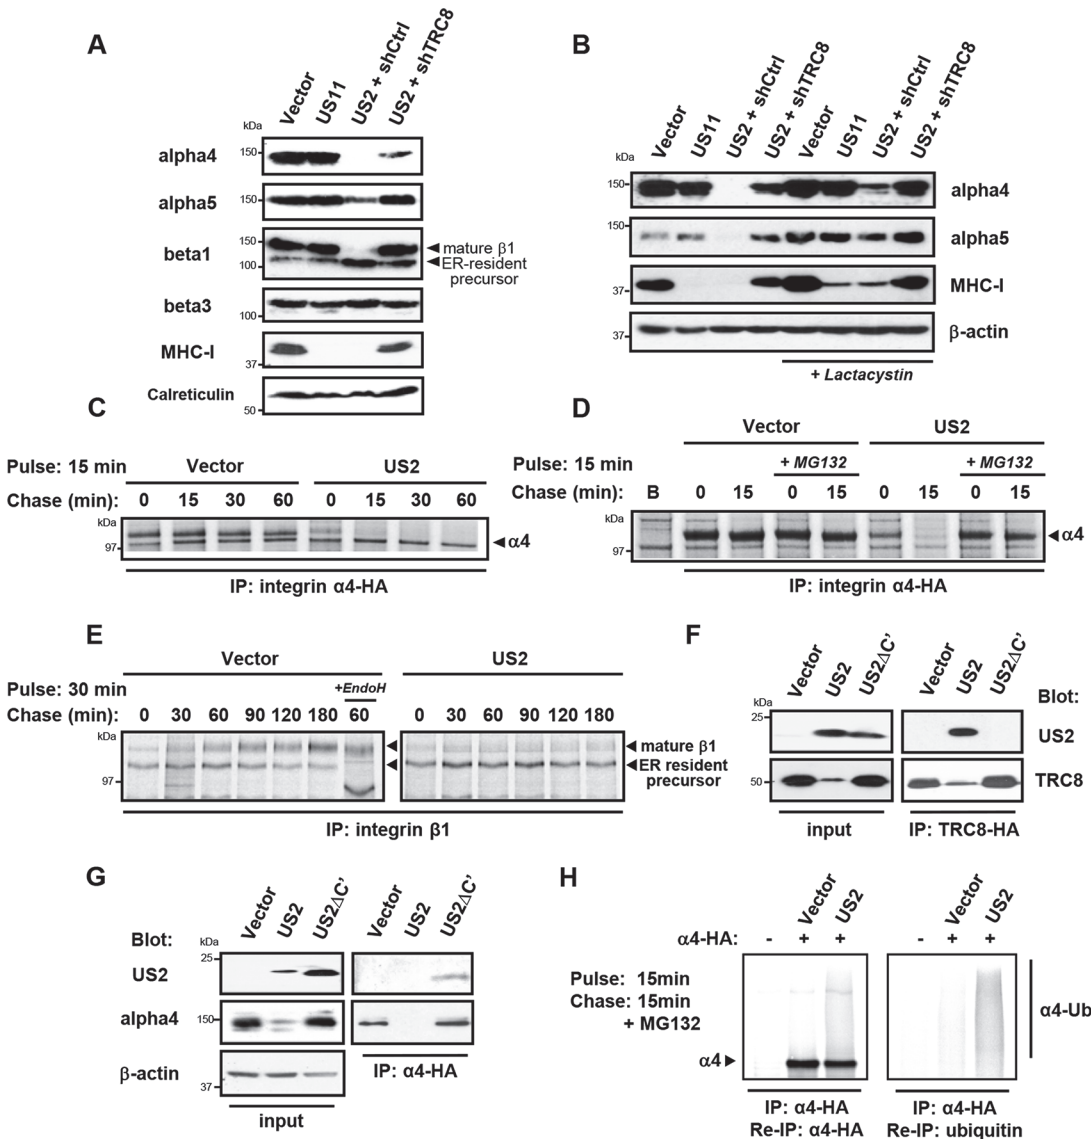 A
Vector
US11
US2 + shCtrl
US2 + shTRC8
kDa
alpha4
150
alpha5
150
beta1
150
100
mature β1
ER-resident
precursor
beta3
100
MHC-I
37
Calreticulin
50
B
Vector
US11
US2 + shCtrl
US2 + shTRC8
Vector
US11
US2 + shCtrl
US2 + shTRC8
kDa
150
alpha4
150
alpha5
37
MHC-I
37
β-actin
+ Lactacystin
C
Pulse: 15 min
Vector
US2
Chase (min):
0 15 30 60 0 15 30 60
kDa
97
α4
IP: integrin α4-HA
D
Vector
US2
Pulse: 15 min
+ MG132
+ MG132
Chase (min):
B 0 15 0 15 0 15 0 15
kDa
97
α4
IP: integrin α4-HA
E
Vector
US2
Pulse: 30 min
+EndoH
Chase (min):
0 30 60 90 120 180 60 0 30 60 90 120 180
kDa
97
mature β1
ER resident
precursor
IP: integrin β1
F
Vector
US2
US2ΔC'
Vector
US2
US2ΔC'
Blot:
kDa
25
US2
50
TRC8
input
IP: TRC8-HA
G
Vector
US2
US2ΔC'
Vector
US2
US2ΔC'
Blot:
kDa
25
US2
alpha4
150
β-actin
37
IP: α4-HA
input
H
Vector
US2
Vector
US2
α4-HA:
- + + - + +
Pulse: 15min
Chase: 15min
+ MG132
α4
α4-Ub
IP: α4-HA
Re-IP: α4-HA
IP: α4-HA
Re-IP: ubiquitin